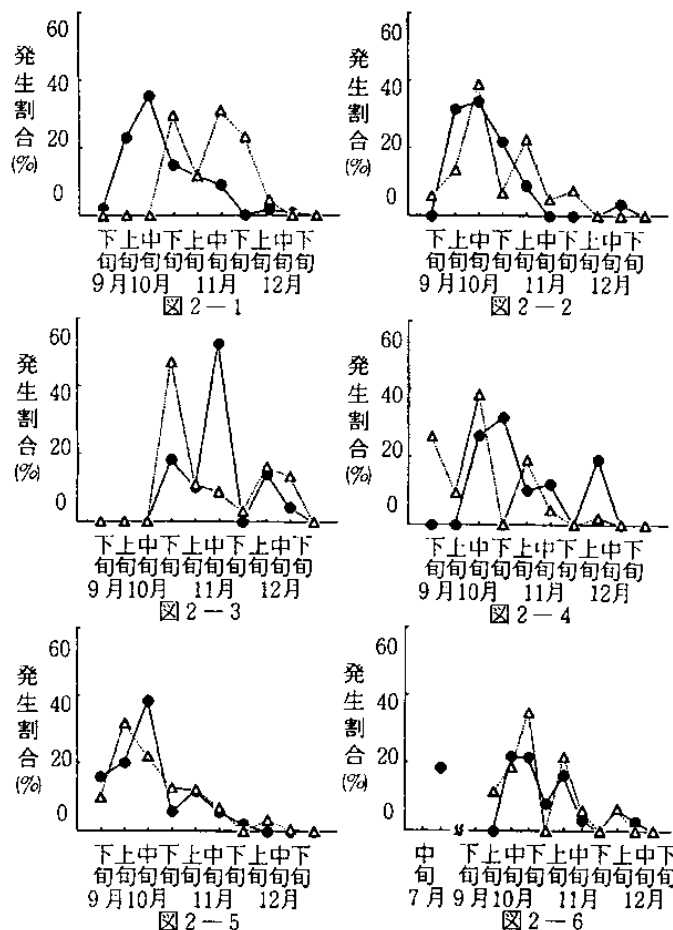 発生割合(%)
60
40
20
0
下旬 上旬 中旬 下旬 上旬 中旬 下旬 上旬 中旬 下旬
9月10月 11月 12月
図2－1
発生割合(%)
60
40
20
0
下旬 上旬 中旬 下旬 上旬 中旬 下旬 上旬 中旬 下旬
9月10月 11月 12月
図2－2
発生割合(%)
60
40
20
0
下旬 上旬 中旬 下旬 上旬 中旬 下旬 上旬 中旬 下旬
9月10月 11月 12月
図2－3
発生割合(%)
60
40
20
0
下旬 上旬 中旬 下旬 上旬 中旬 下旬 上旬 中旬 下旬
9月10月 11月 12月
図2－4
発生割合(%)
60
40
20
0
下旬 上旬 中旬 下旬 上旬 中旬 下旬 上旬 中旬 下旬
9月10月 11月 12月
図2－5
発生割合(%)
60
40
20
0
中旬 下旬 上旬 中旬 下旬 上旬 中旬 下旬 上旬 中旬 下旬
7月 9月10月 11月 12月
図2－6